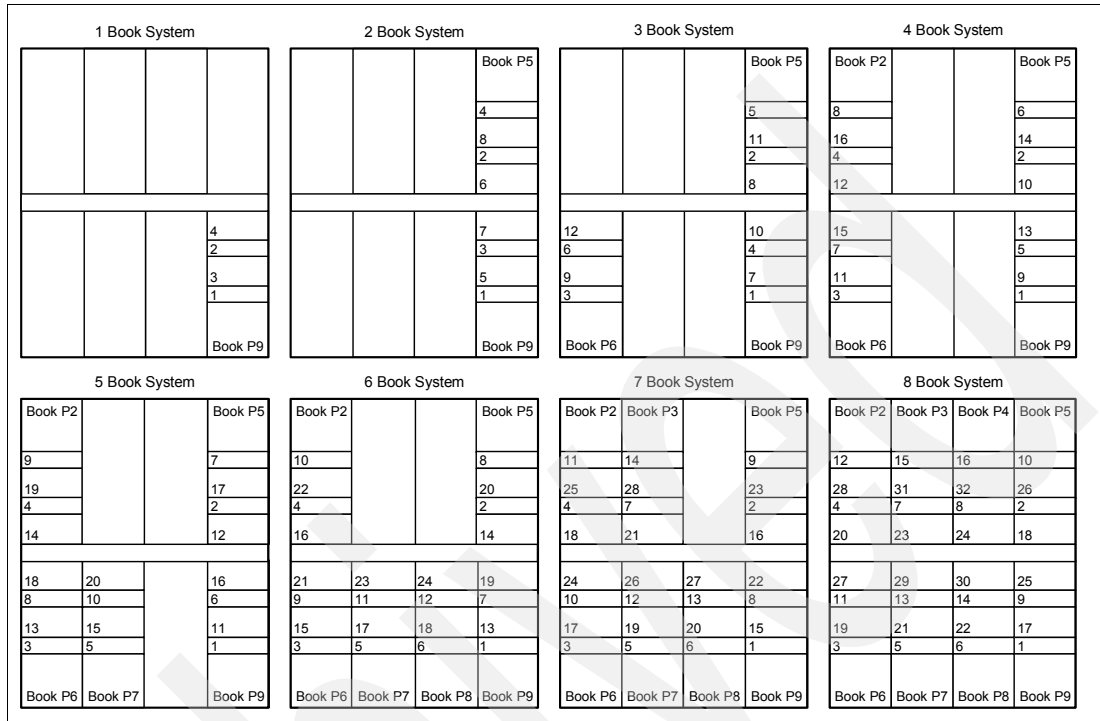 1 Book System
4
2
3
1
Book P9
2 Book System
Book P5
4
8
2
6
7
3
5
1
Book P9
3 Book System
Book P5
5
11
2
8
12 10
6 4
9 7
3 1
Book P6 Book P9
4 Book System
Book P2 Book P5
8 6
16 14
4 2
12 10
15 13
7 5
11 9
3 1
Book P6 Book P9
5 Book System
Book P2 Book P5
9 7
19 17
4 2
14 12
18 20 16
8 10 6
13 15 11
3 5 1
Book P6 Book P7 Book P9
6 Book System
Book P2 Book P5
10 8
22 20
4 2
16 14
21 23 24 19
9 11 12 7
15 17 18 13
3 5 6 1
Book P6 Book P7 Book P8 Book P9
7 Book System
Book P2 Book P3 Book P5
11 14 9
25 28 23
4 7 2
18 21 16
24 26 27 22
10 12 13 8
17 19 20 15
3 5 6 1
Book P6 Book P7 Book P8 Book P9
8 Book System
Book P2 Book P3 Book P4 Book P5
12 15 16 10
28 31 32 26
4 7 8 2
20 23 24 18
27 29 30 25
11 13 14 9
19 21 22 17
3 5 6 1
Book P6 Book P7 Book P8 Book P9